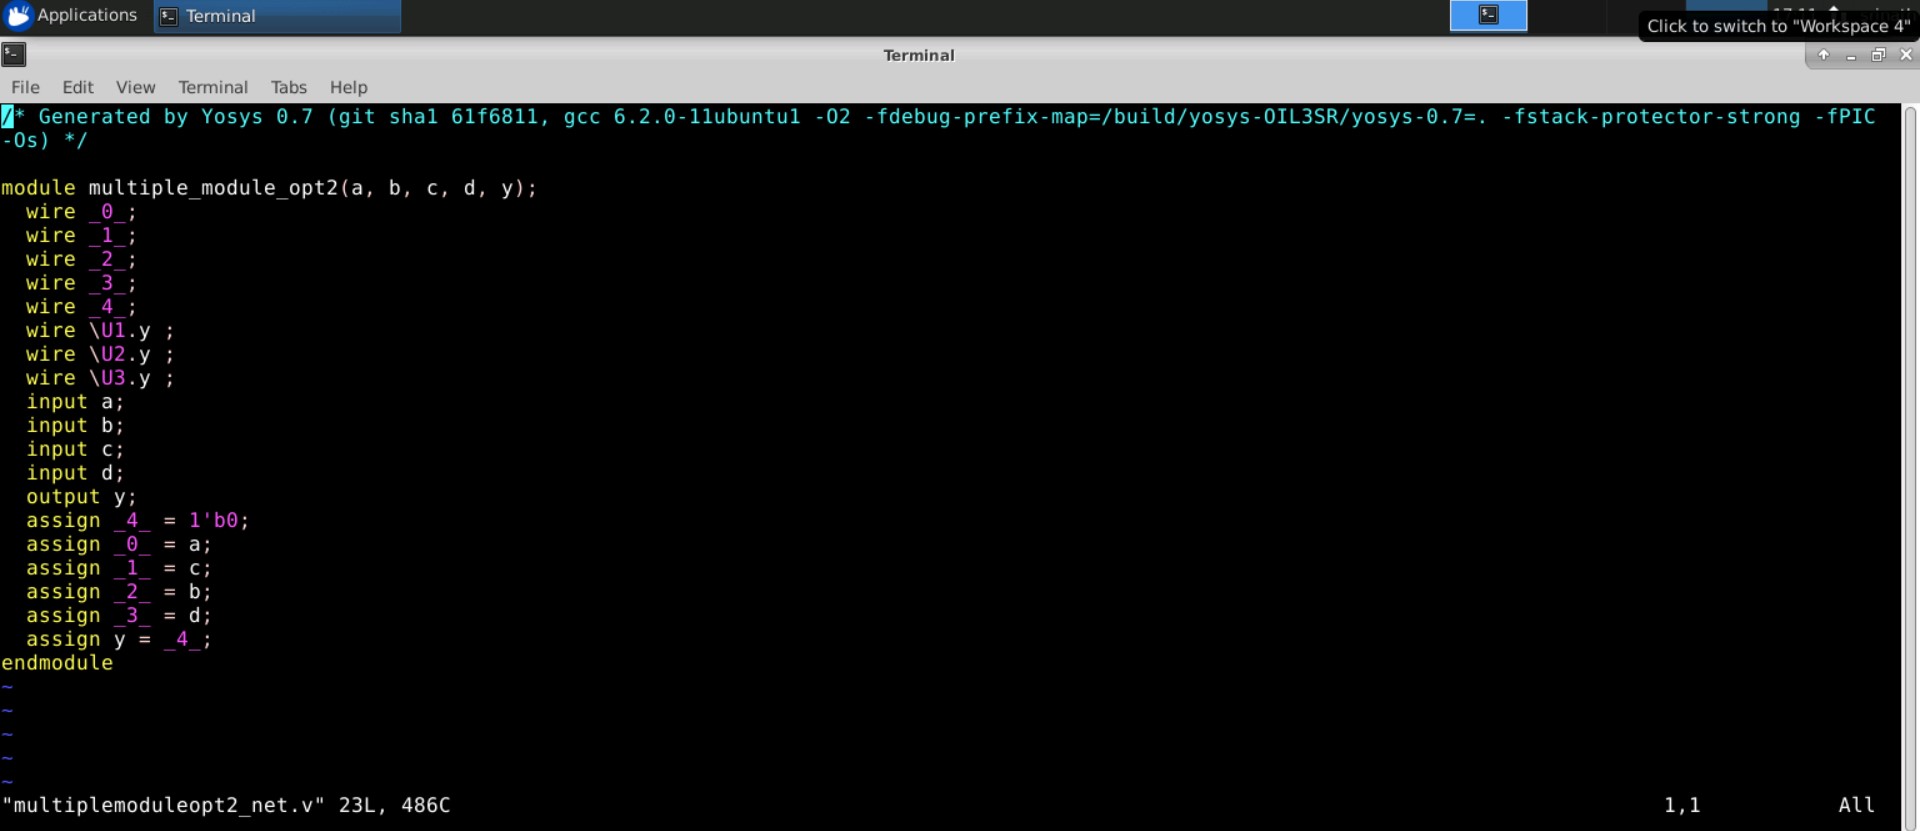 Applications
Terminal
Click to switch to "Workspace 4"
Terminal
File Edit View Terminal Tabs Help
/* Generated by Yosys 0.7 (git sha1 61f6811, gcc 6.2.0-11ubuntu1 -O2 -fdebug-prefix-map=/build/yosys-OIL3SR/yosys-0.7=. -fstack-protector-strong -fPIC
-Os) */
module multiple_module_opt2(a, b, c, d, y);
wire _0_;
wire _1_;
wire _2_;
wire _3_;
wire _4_;
wire \U1.y ;
wire \U2.y ;
wire \U3.y ;
input a;
input b;
input c;
input d;
output y;
assign _4_ = 1'b0;
assign _0_ = a;
assign _1_ = c;
assign _2_ = b;
assign _3_ = d;
assign y = _4_;
endmodule
~
~
~
~
~
"multiplemoduleopt2_net.v" 23L, 486C 1,1 All